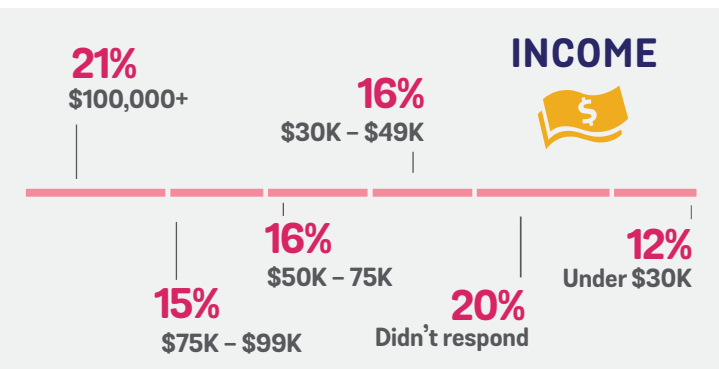 INCOME
$
21%
$100,000+
16%
$30K – $49K
16%
$50K – 75K
12%
Under $30K
15%
$75K – $99K
20%
Didn’t respond